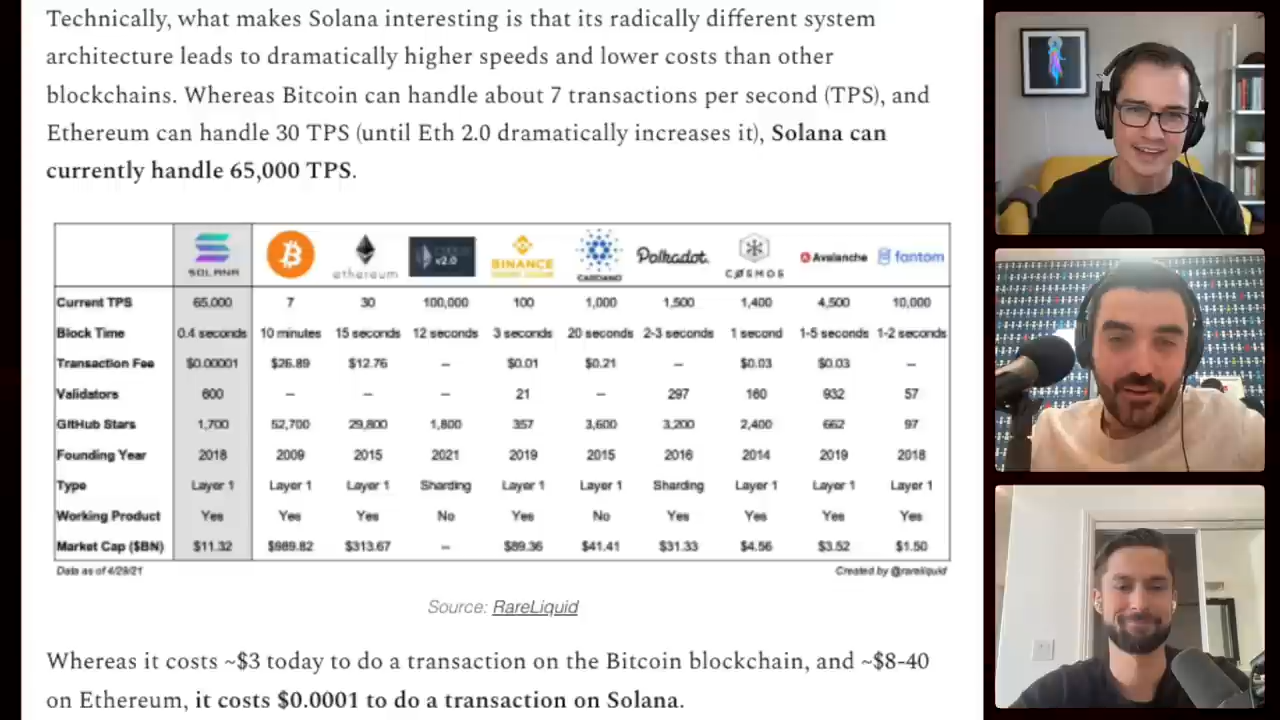 Technically, what makes Solana interesting is that its radically different system
architecture leads to dramatically higher speeds and lower costs than other
blockchains. Whereas Bitcoin can handle about 7 transactions per second (TPS), and
Ethereum can handle 30 TPS (until Eth 2.0 dramatically increases it), Solana can
currently handle 65,000 TPS.
SOLANA ethereum v2.0 BINANCE CARDANO Polkadot. COSMOS Avalanche fantom
Current TPS 65,000 7 30 100,000 100 1,000 1,500 1,400 4,500 10,000
Block Time 0.4 seconds 10 minutes 15 seconds 12 seconds 3 seconds 20 seconds 2-3 seconds 1 second 1-5 seconds 1-2 seconds
Transaction Fee $0.00001 $26.89 $12.76 – $0.01 $0.21 – $0.03 $0.03 –
Validators 600 – – – 21 – 297 160 932 57
GitHub Stars 1,700 52,700 29,800 1,800 357 3,600 3,200 2,400 662 97
Founding Year 2018 2009 2015 2021 2019 2015 2016 2014 2019 2018
Type Layer 1 Layer 1 Layer 1 Sharding Layer 1 Layer 1 Sharding Layer 1 Layer 1 Layer 1
Working Product Yes Yes Yes No Yes No Yes Yes Yes Yes
Market Cap ($BN) $11.32 $989.82 $313.67 – $89.36 $41.41 $31.33 $4.56 $3.52 $1.50
Data as of 4/29/21 Created by @rareliquid
Source: RareLiquid
Whereas it costs ~$3 today to do a transaction on the Bitcoin blockchain, and ~$8-40
on Ethereum, it costs $0.0001 to do a transaction on Solana.